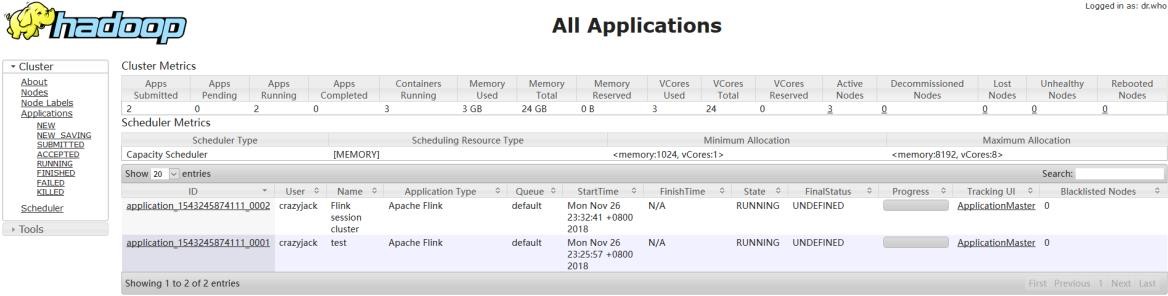 Logged in as: dr.who
hadoop
All Applications
Cluster
About
Nodes
Node Labels
Applications
NEW
NEW_SAVING
SUBMITTED
ACCEPTED
RUNNING
FINISHED
FAILED
KILLED
Scheduler
Tools
Cluster Metrics
Apps Submitted Apps Pending Apps Running Apps Completed Containers Running Memory Used Memory Total Memory Reserved VCores Used VCores Total VCores Reserved Active Nodes Decommissioned Nodes Lost Nodes Unhealthy Nodes Rebooted Nodes
2 0 2 0 3 3 GB 24 GB 0 B 3 24 0 3 0 0 0 0
Scheduler Metrics
Scheduler Type Scheduling Resource Type Minimum Allocation Maximum Allocation
Capacity Scheduler [MEMORY] <memory:1024, vCores:1> <memory:8192, vCores:8>
Show 20 entries Search:
ID User Name Application Type Queue StartTime FinishTime State FinalStatus Progress Tracking UI Blacklisted Nodes
application_1543245874111_0002 crazyjack Flink session cluster Apache Flink default Mon Nov 26 23:32:41 +0800 2018 N/A RUNNING UNDEFINED ApplicationMaster 0
application_1543245874111_0001 crazyjack test Apache Flink default Mon Nov 26 23:25:57 +0800 2018 N/A RUNNING UNDEFINED ApplicationMaster 0
Showing 1 to 2 of 2 entries First Previous 1 Next Last